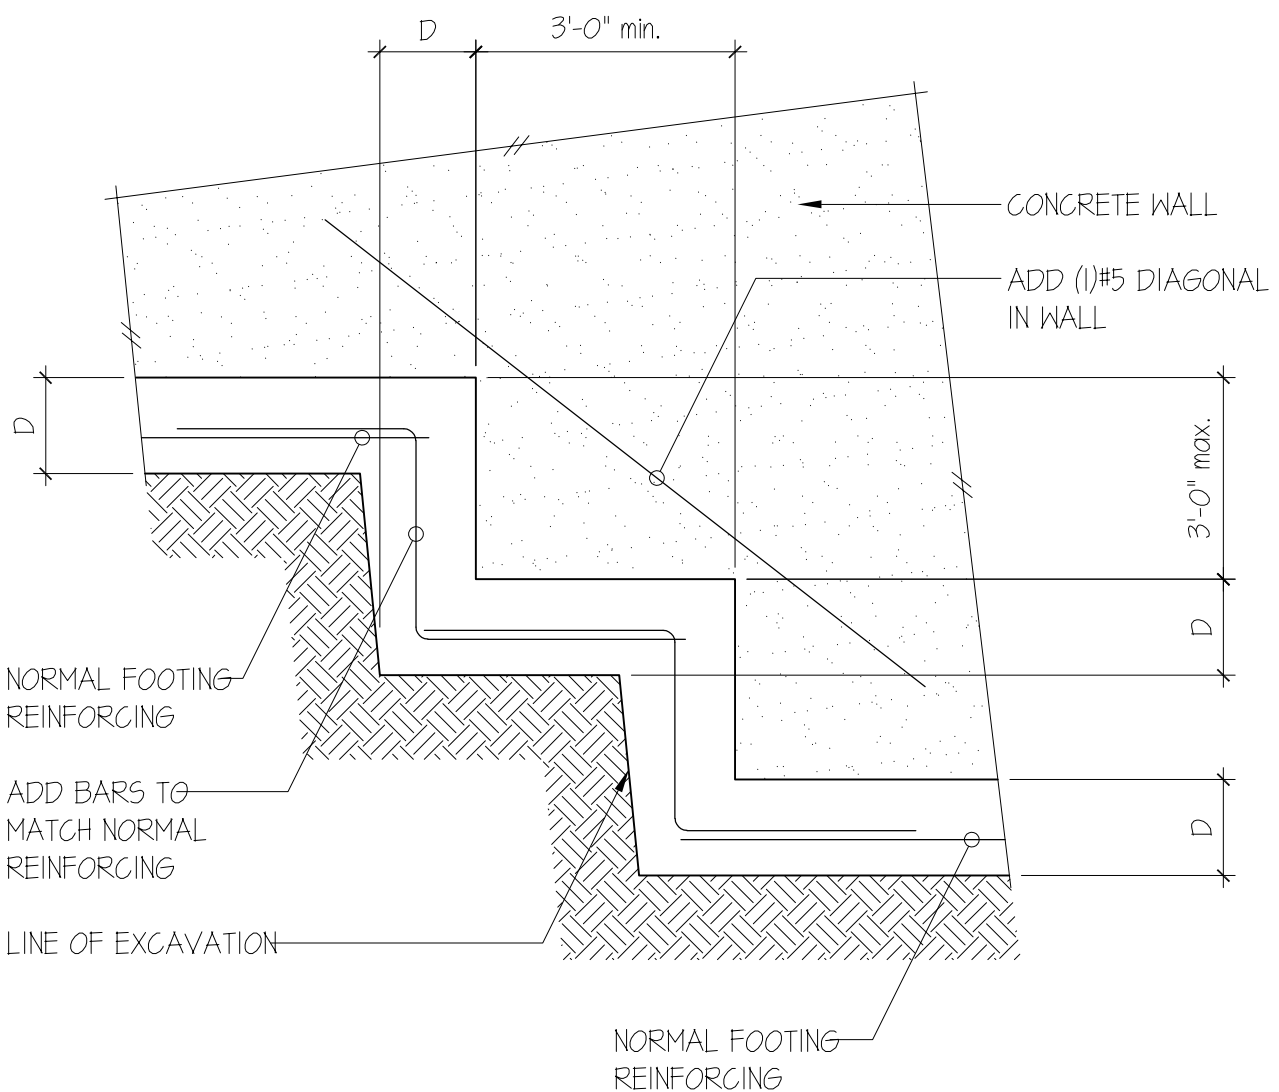 D
3'-0" min.
CONCRETE WALL
ADD (1)#5 DIAGONAL
IN WALL
D
3'-0" max.
D
NORMAL FOOTING
REINFORCING
ADD BARS TO
MATCH NORMAL
REINFORCING
D
LINE OF EXCAVATION
NORMAL FOOTING
REINFORCING